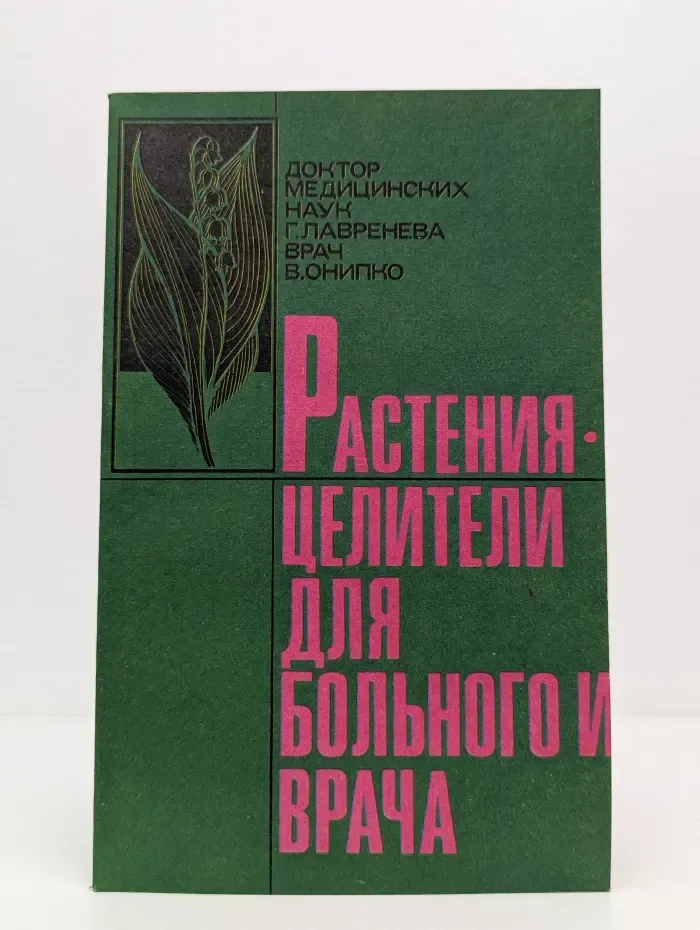 ДОКТОР
МЕДИЦИНСКИХ
НАУК
Г.ЛАВРЕНЕВА
ВРАЧ
В.ОНИПКО
РАСТЕНИЯ-
ЦЕЛИТЕЛИ
ДЛЯ
БОЛЬНОГО И
ВРАЧА